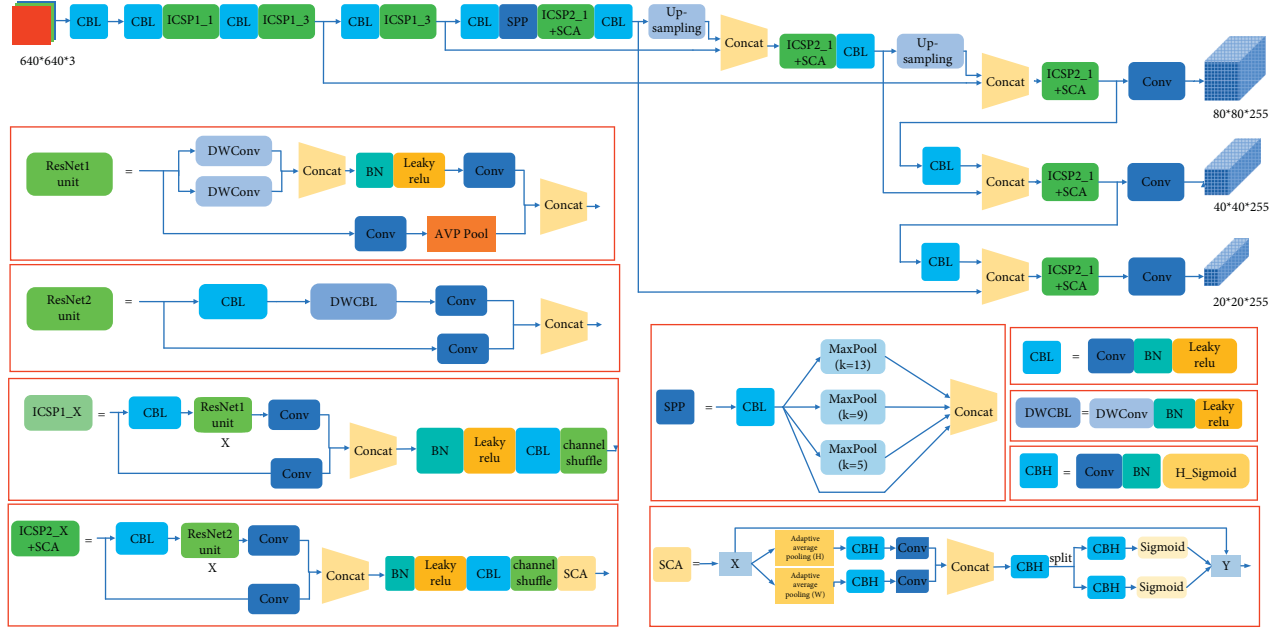 CBL CBL ICSP1_1 CBL ICSP1_3 CBL ICSP1_3 CBL SPP ICSP2_1
+SCA CBL Up-
sampling
Concat
ICSP2_1
+SCA CBL Up-
sampling
Concat
ICSP2_1
+SCA
Conv
640*640*3
80*80*255
CBL
Concat
ICSP2_1
+SCA
Conv
40*40*255
CBL
Concat
ICSP2_1
+SCA
Conv
20*20*255
ResNet1
unit
=
DWConv
DWConv
Concat
BN
Leaky
relu
Conv
Conv
AVP Pool
Concat
ResNet2
unit
=
CBL
DWCBL
Conv
Conv
Concat
ICSP1_X
=
CBL
ResNet1
unit
X
Conv
Conv
Concat
BN
Leaky
relu
CBL
channel
shuffle
ICSP2_X
+SCA
=
CBL
ResNet2
unit
X
Conv
Conv
Concat
BN
Leaky
relu
CBL
channel
shuffle
SCA
SPP
=
CBL
MaxPool
(k=13)
MaxPool
(k=9)
MaxPool
(k=5)
Concat
CBL
=
Conv
BN
Leaky
relu
DWCBL
=
DWConv
BN
Leaky
relu
CBH
=
Conv
BN
H_Sigmoid
SCA
=
X
Adaptive
average
pooling (H)
CBH
Conv
Adaptive
average
pooling (W)
CBH
Conv
Concat
CBH
split
CBH
Sigmoid
CBH
Sigmoid
Y